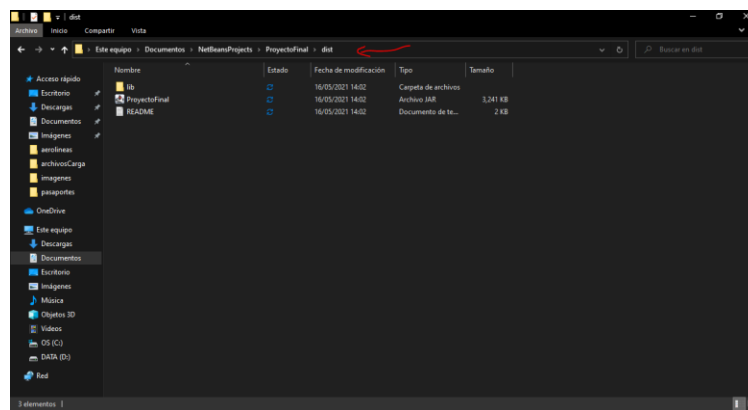 dist
Archivo Inicio Compartir Vista
Este equipo > Documentos > NetBeansProjects > ProyectoFinal > dist
Buscar en dist
Nombre Estado Fecha de modificación Tipo Tamaño
lib 16/05/2021 14:02 Carpeta de archivos
ProyectoFinal 16/05/2021 14:02 Archivo JAR 3,241 KB
README 16/05/2021 14:02 Documento de te... 2 KB
Acceso rápido
Escritorio
Descargas
Documentos
Imágenes
aerolineas
archivosCarga
imagenes
pasaportes
OneDrive
Este equipo
Descargas
Documentos
Escritorio
Imágenes
Música
Objetos 3D
Videos
OS (C:)
DATA (D:)
Red
3 elementos